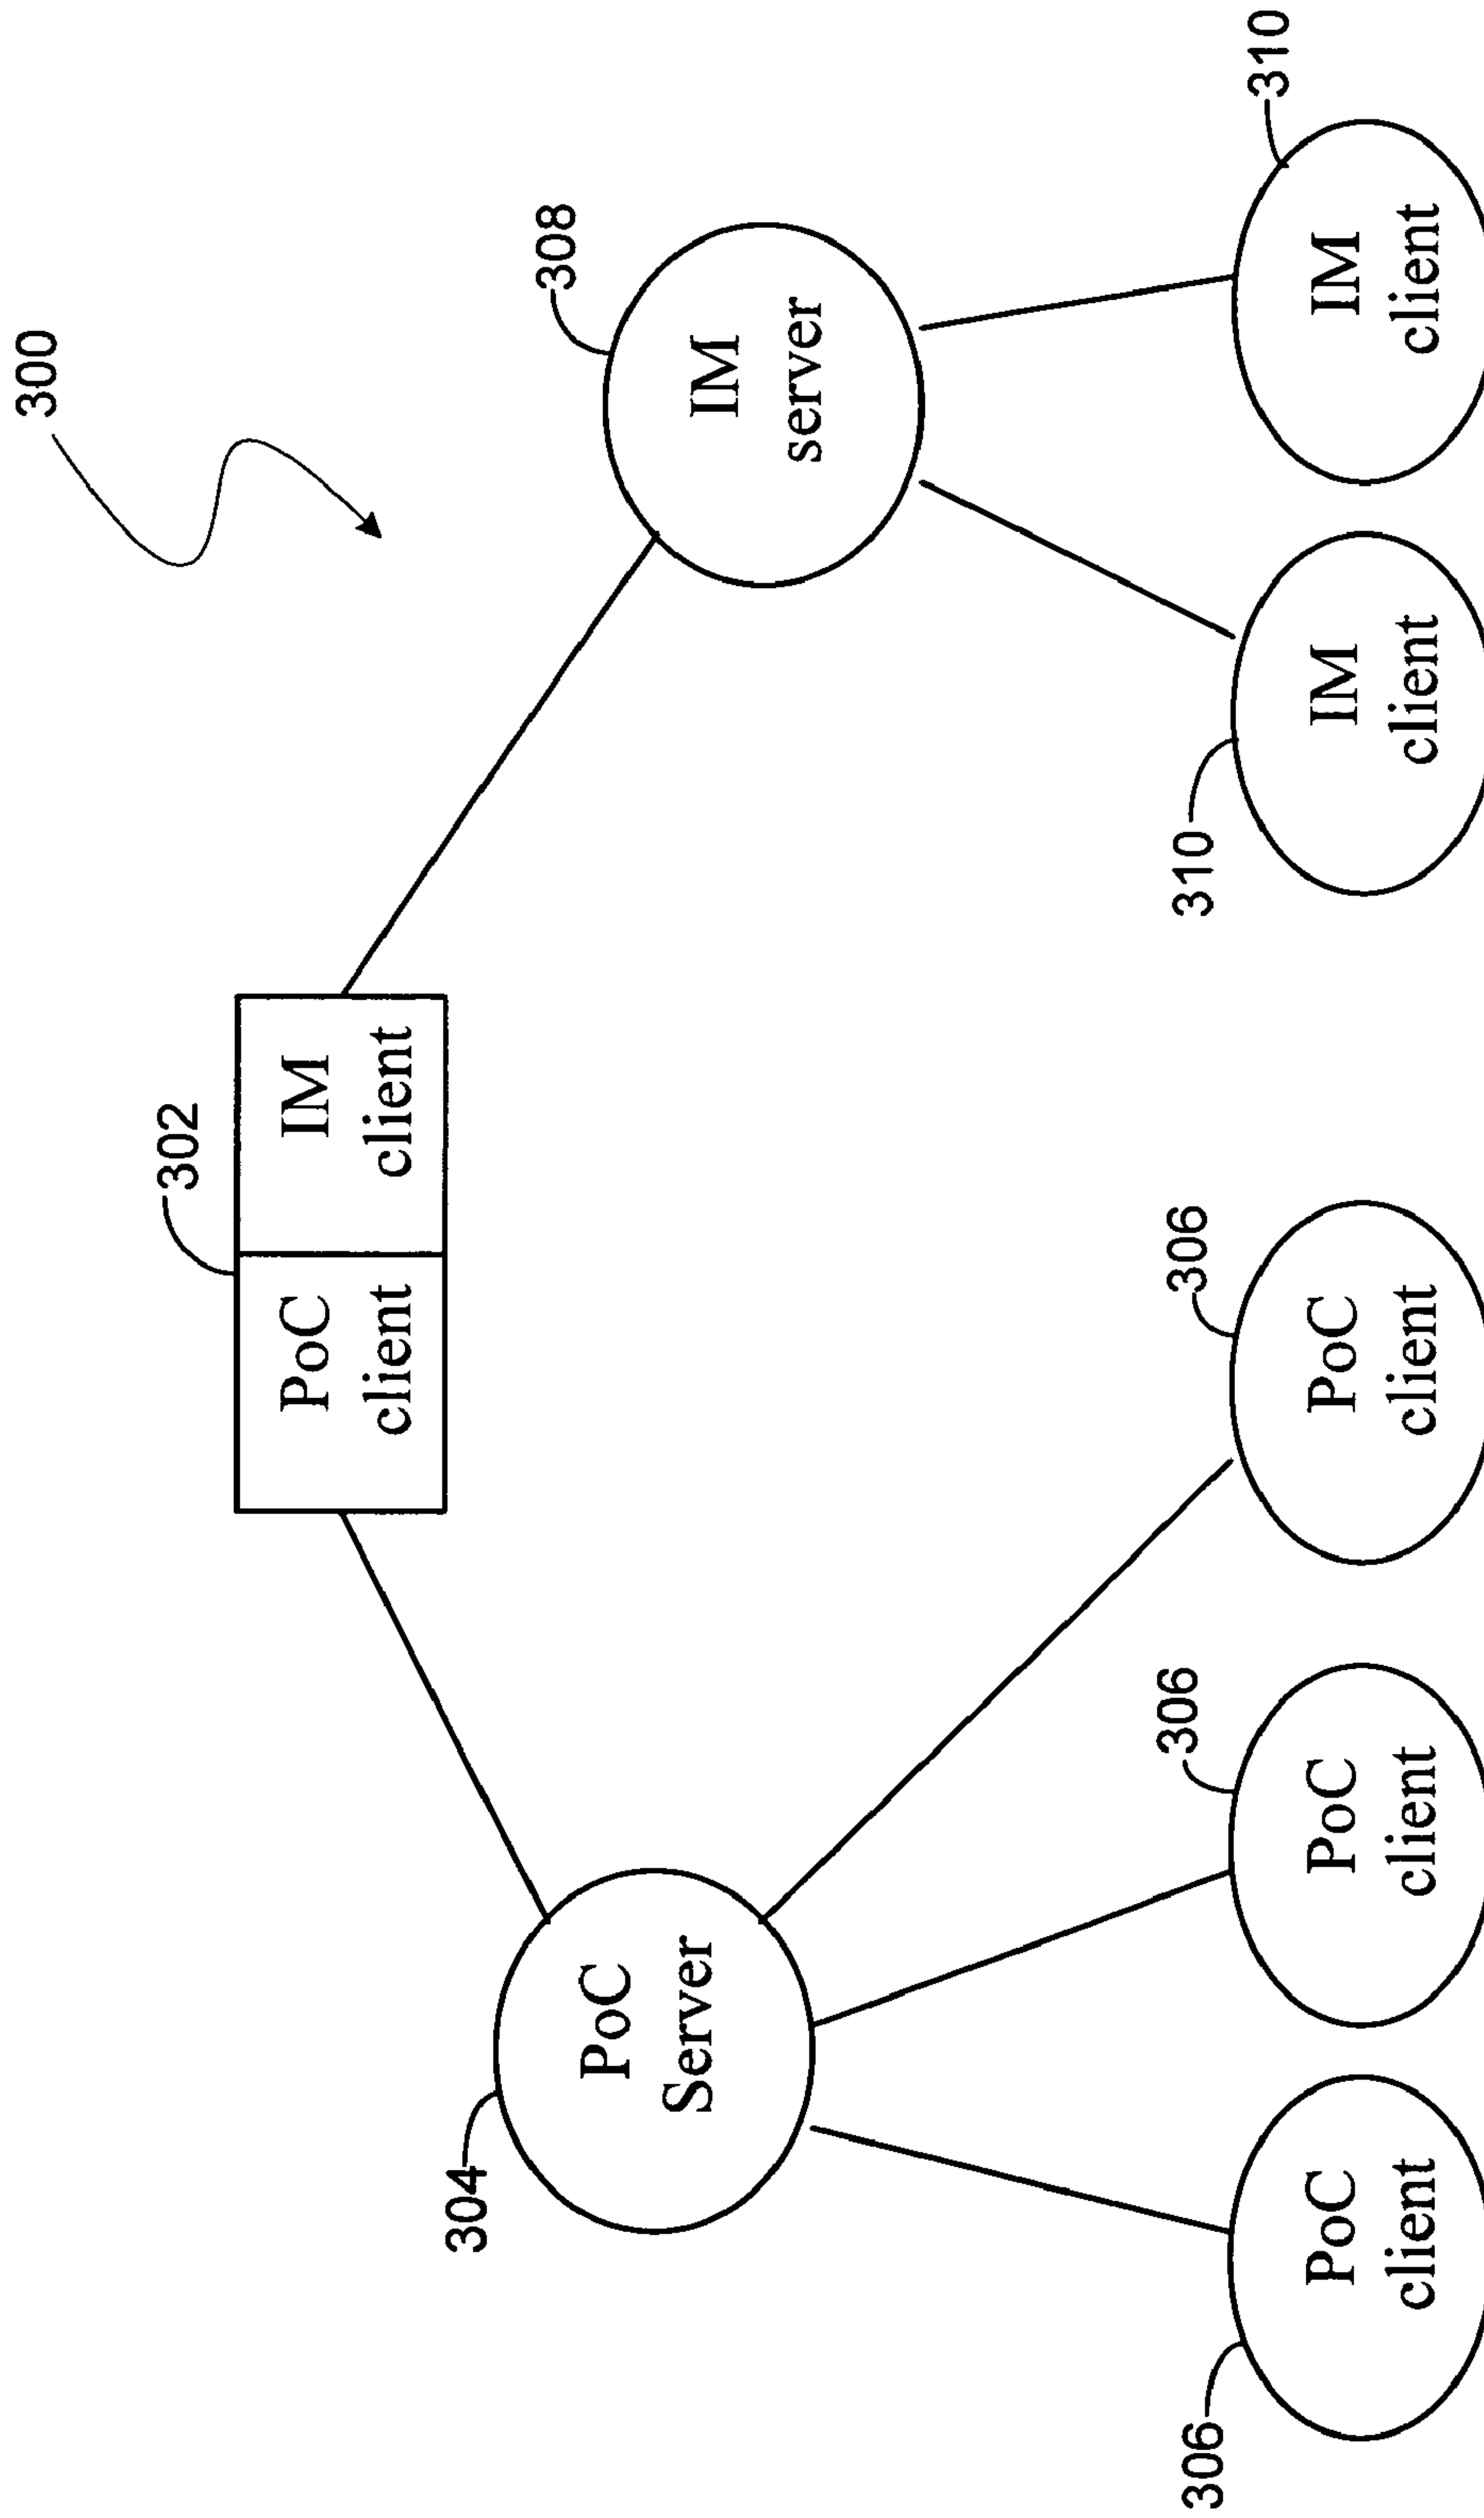 300
302
PoC
client
IM
client
304
PoC
Server
308
IM
server
306
PoC
client
306
PoC
client
306
PoC
client
310
IM
client
310
IM
client